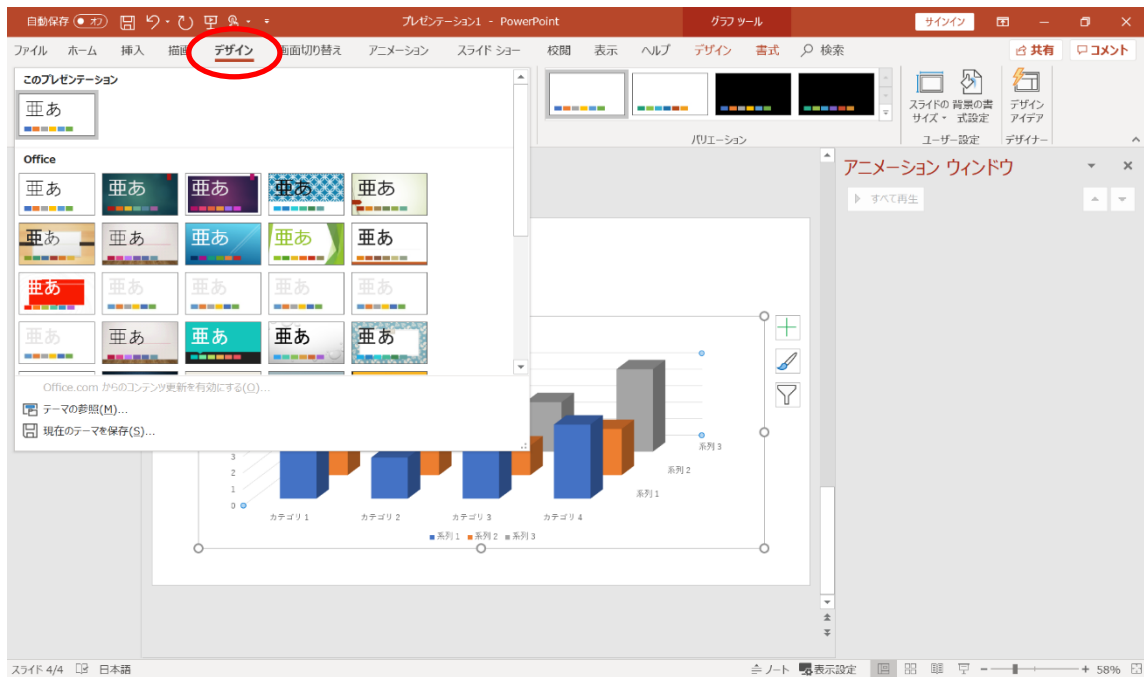 自動保存 オフ プレゼンテーション1 - PowerPoint グラフ ツール サインイン
ファイル ホーム 挿入 描画 デザイン 画面切り替え アニメーション スライド ショー 校閲 表示 ヘルプ デザイン 書式 検索 共有 コメント
このプレゼンテーション
亜あ
Office
亜あ 亜あ 亜あ 亜あ 亜あ
亜あ 亜あ 亜あ 亜あ 亜あ
亜あ 亜あ 亜あ 亜あ 亜あ
亜あ 亜あ 亜あ 亜あ 亜あ
Office.com からのコンテンツ更新を有効にする(O)...
テーマの参照(M)...
現在のテーマを保存(S)...
バリエーション
スライドの サイズ
背景の書 式設定
デザイン アイデア
ユーザー設定 デザイナー
アニメーション ウィンドウ
すべて再生
3
2
1
0
カテゴリ 1 カテゴリ 2 カテゴリ 3 カテゴリ 4
系列 1
系列 2
系列 3
系列 1 系列 2 系列 3
スライド 4/4 日本語 ノート 表示設定 58%